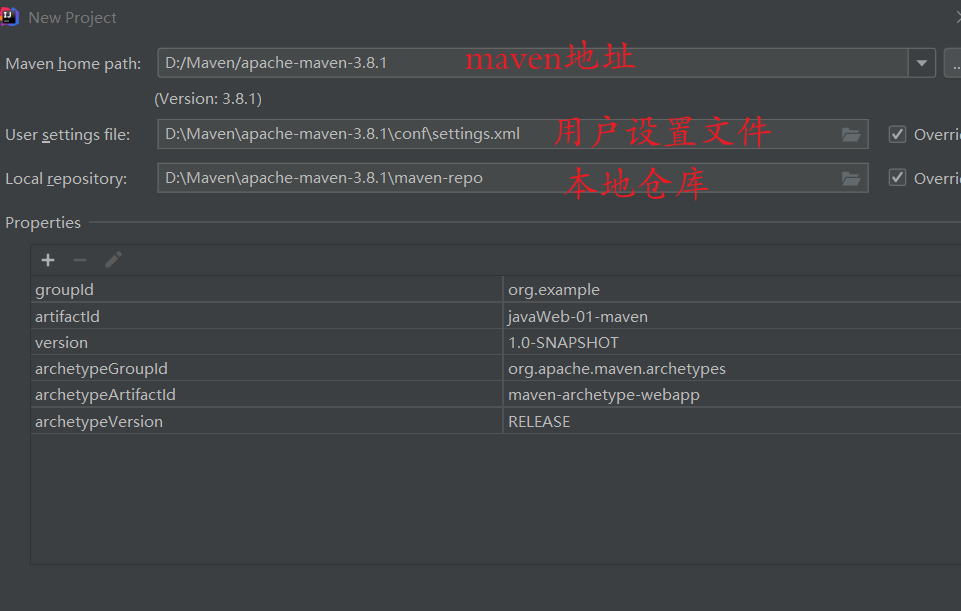 New Project
Maven home path: D:/Maven/apache-maven-3.8.1 maven地址
(Version: 3.8.1)
User settings file: D:\Maven\apache-maven-3.8.1\conf\settings.xml 用户设置文件 Overri
Local repository: D:\Maven\apache-maven-3.8.1\maven-repo 本地仓库 Overri
Properties
groupId org.example
artifactId javaWeb-01-maven
version 1.0-SNAPSHOT
archetypeGroupId org.apache.maven.archetypes
archetypeArtifactId maven-archetype-webapp
archetypeVersion RELEASE